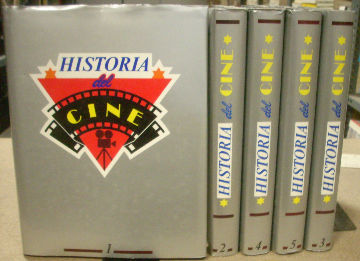 HISTORIA
del
CINE
1
HISTORIA del CINE
2
HISTORIA del CINE
4
HISTORIA del CINE
5
HISTORIA del CINE
3